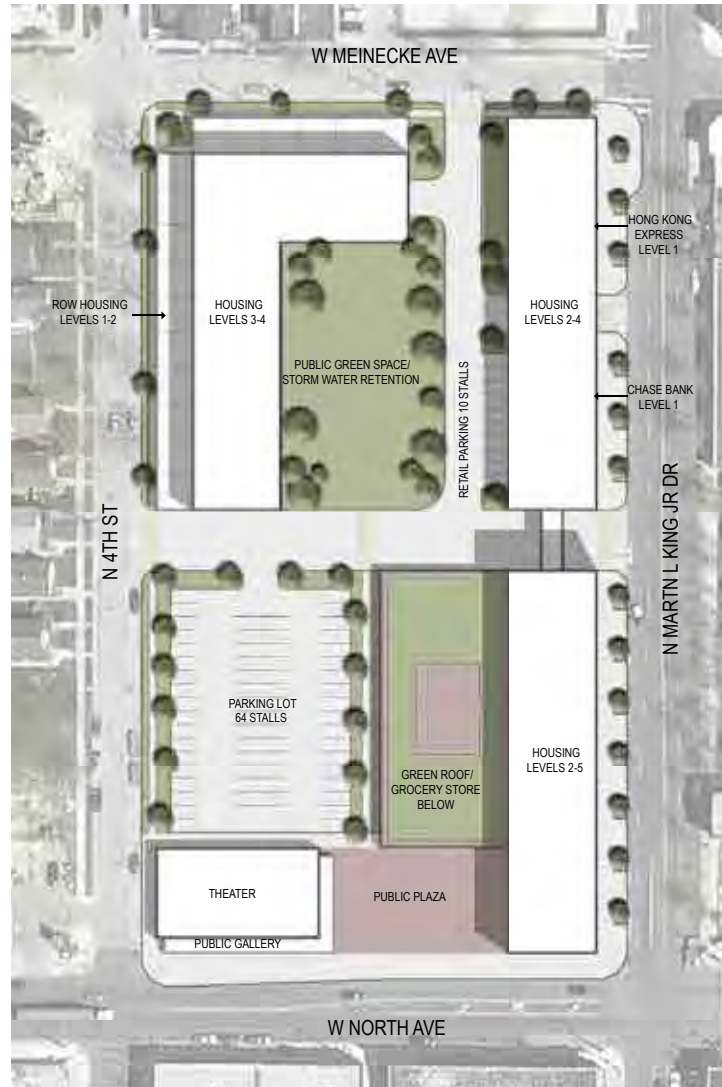 W MEINECKE AVE
HONG KONG
EXPRESS
LEVEL 1
ROW HOUSING
LEVELS 1-2
HOUSING
LEVELS 3-4
HOUSING
LEVELS 2-4
PUBLIC GREEN SPACE/
STORM WATER RETENTION
RETAIL PARKING 10 STALLS
CHASE BANK
LEVEL 1
N 4TH ST
N MARTN L KING JR DR
PARKING LOT
64 STALLS
HOUSING
LEVELS 2-5
GREEN ROOF/
GROCERY STORE
BELOW
THEATER
PUBLIC PLAZA
PUBLIC GALLERY
W NORTH AVE